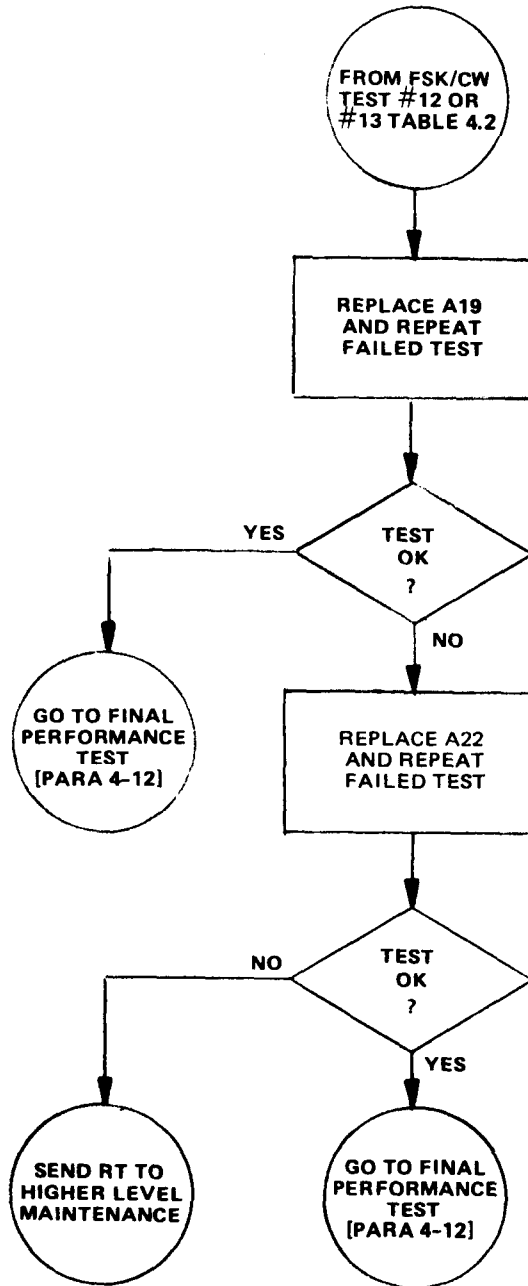 FROM FSK/CW
TEST #12 OR
#13 TABLE 4.2
REPLACE A19
AND REPEAT
FAILED TEST
TEST
OK
?
YES
NO
GO TO FINAL
PERFORMANCE
TEST
[PARA 4-12]
REPLACE A22
AND REPEAT
FAILED TEST
TEST
OK
?
NO
YES
SEND RT TO
HIGHER LEVEL
MAINTENANCE
GO TO FINAL
PERFORMANCE
TEST
[PARA 4-12]